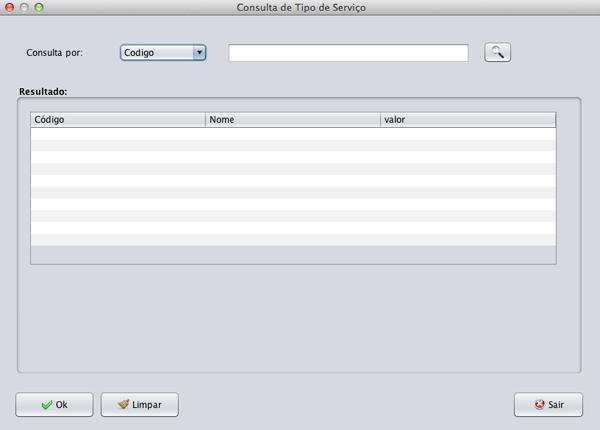 Consulta de Tipo de Serviço
Consulta por: Codigo
Resultado:
Código Nome valor
Ok Limpar Sair